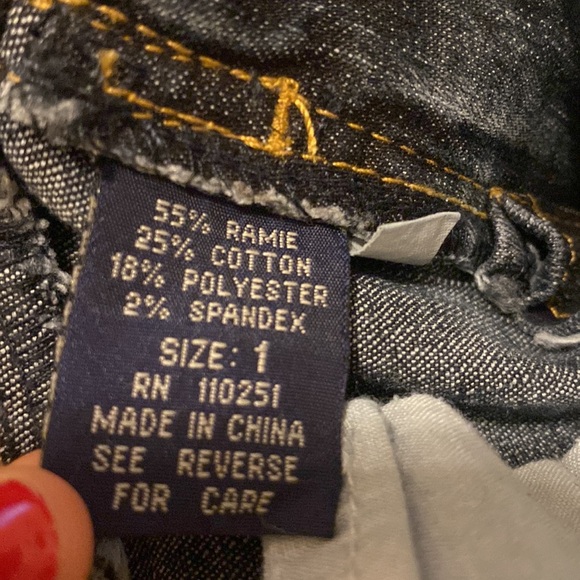 55% RAMIE
25% COTTON
18% POLYESTER
2% SPANDEX
SIZE: 1
RN 110251
MADE IN CHINA
SEE REVERSE
FOR CARE